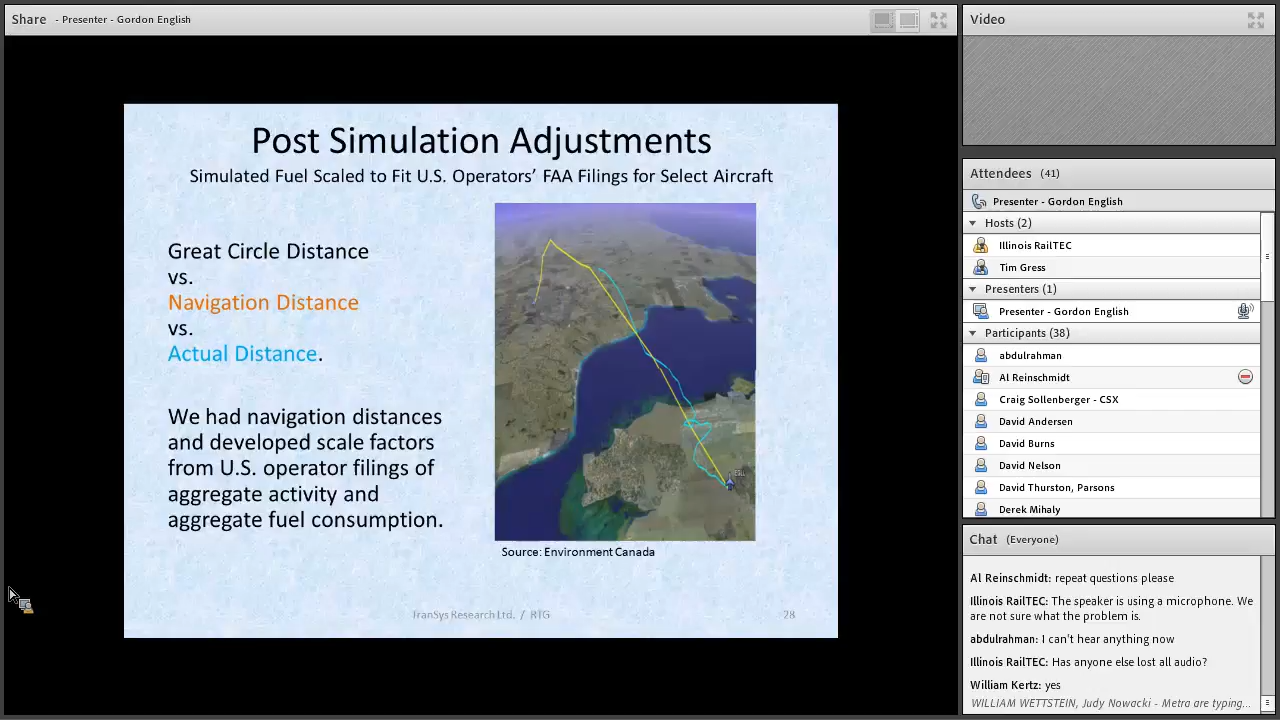 Share - Presenter - Gordon English
Post Simulation Adjustments
Simulated Fuel Scaled to Fit U.S. Operators’ FAA Filings for Select Aircraft
Great Circle Distance
vs.
Navigation Distance
vs.
Actual Distance.
We had navigation distances
and developed scale factors
from U.S. operator filings of
aggregate activity and
aggregate fuel consumption.
Source: Environment Canada
TranSys Research Ltd. / RTG
28
Video
Attendees (41)
Presenter - Gordon English
Hosts (2)
Illinois RailTEC
Tim Gress
Presenters (1)
Presenter - Gordon English
Participants (38)
abdulrahman
Al Reinschmidt
Craig Sollenberger - CSX
David Andersen
David Burns
David Nelson
David Thurston, Parsons
Derek Mihaly
Chat (Everyone)
Al Reinschmidt: repeat questions please
Illinois RailTEC: The speaker is using a microphone. We
are not sure what the problem is.
abdulrahman: I can't hear anything now
Illinois RailTEC: Has anyone else lost all audio?
William Kertz: yes
WILLIAM WETTSTEIN, Judy Nowacki - Metra are typing...